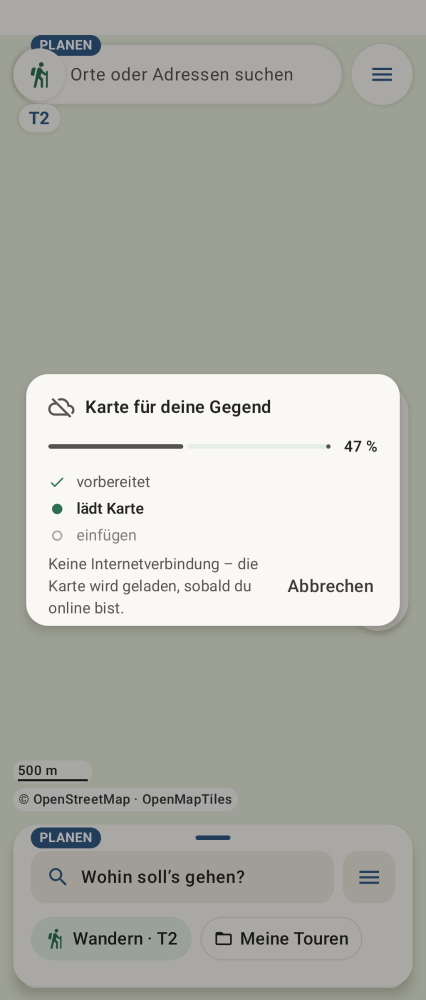 PLANEN
Orte oder Adressen suchen
T2
Karte für deine Gegend
47 %
vorbereitet
lädt Karte
einfügen
Keine Internetverbindung – die
Karte wird geladen, sobald du
online bist.
Abbrechen
500 m
© OpenStreetMap · OpenMapTiles
PLANEN
Wohin soll’s gehen?
Wandern · T2
Meine Touren